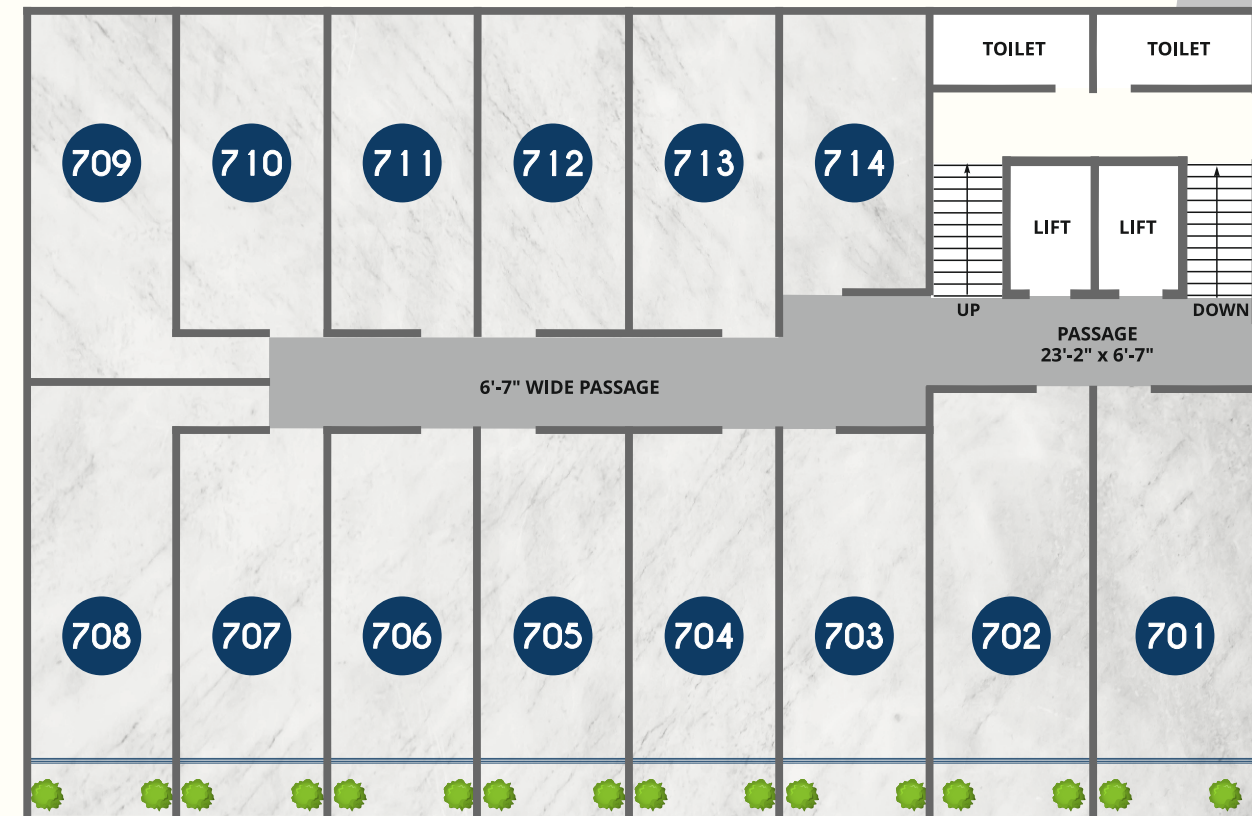 TOILET TOILET
709 710 711 712 713 714
LIFT LIFT
UP DOWN
PASSAGE
23'-2" x 6'-7"
6'-7" WIDE PASSAGE
708 707 706 705 704 703 702 701